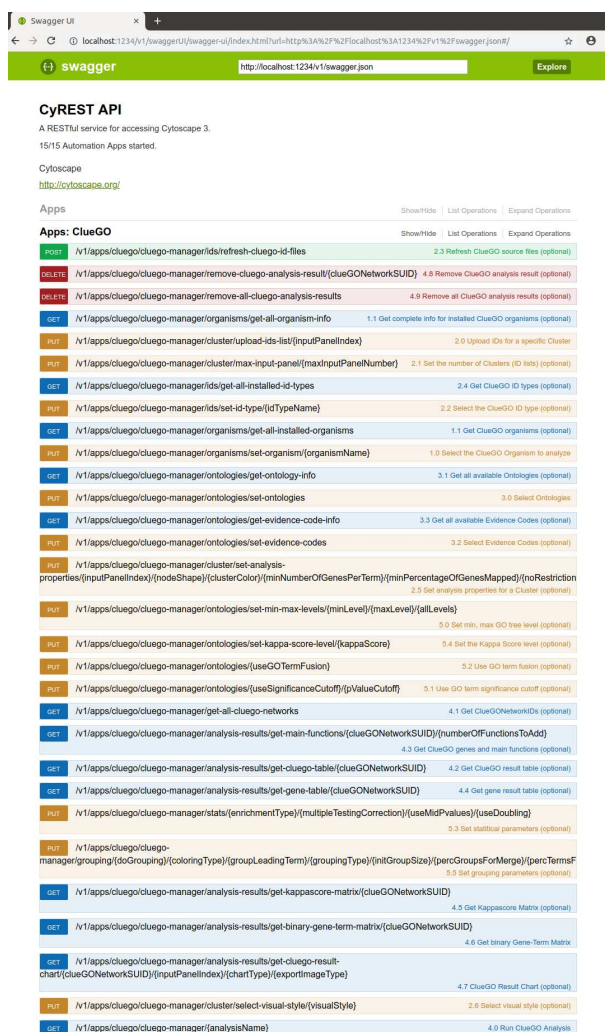 Swagger UI
localhost:1234/v1/swaggerUI/swagger-ui/index.html?url=http%3A%2F%2Flocalhost%3A1234%2Fv1%2Fswagger.json#/
swagger http://localhost:1234/v1/swagger.json Explore
CyREST API
A RESTful service for accessing Cytoscape 3.
15/15 Automation Apps started.
Cytoscape
http://cytoscape.org/
Apps Show/Hide List Operations Expand Operations
Apps: ClueGO Show/Hide List Operations Expand Operations
POST /v1/apps/cluego/cluego-manager/ids/refresh-cluego-id-files 2.3 Refresh ClueGO source files (optional)
DELETE /v1/apps/cluego/cluego-manager/remove-cluego-analysis-result/{clueGONetworkSUID} 4.8 Remove ClueGO analysis result (optional)
DELETE /v1/apps/cluego/cluego-manager/remove-all-cluego-analysis-results 4.9 Remove all ClueGO analysis results (optional)
GET /v1/apps/cluego/cluego-manager/organisms/get-all-organism-info 1.1 Get complete info for installed ClueGO organisms (optional)
PUT /v1/apps/cluego/cluego-manager/cluster/upload-ids-list/{inputPanelIndex} 2.0 Upload IDs for a specific Cluster
PUT /v1/apps/cluego/cluego-manager/cluster/max-input-panel/{maxInputPanelNumber} 2.1 Set the number of Clusters (ID lists) (optional)
GET /v1/apps/cluego/cluego-manager/ids/get-all-installed-id-types 2.4 Get ClueGO ID types (optional)
PUT /v1/apps/cluego/cluego-manager/ids/set-id-type/{idTypeName} 2.2 Select the ClueGO ID type (optional)
GET /v1/apps/cluego/cluego-manager/organisms/get-all-installed-organisms 1.1 Get ClueGO organisms (optional)
PUT /v1/apps/cluego/cluego-manager/organisms/set-organism/{organismName} 1.0 Select the ClueGO Organism to analyze
GET /v1/apps/cluego/cluego-manager/ontologies/get-ontology-info 3.1 Get all available Ontologies (optional)
PUT /v1/apps/cluego/cluego-manager/ontologies/set-ontologies 3.0 Select Ontologies
GET /v1/apps/cluego/cluego-manager/ontologies/get-evidence-code-info 3.3 Get all available Evidence Codes (optional)
PUT /v1/apps/cluego/cluego-manager/ontologies/set-evidence-codes 3.2 Select Evidence Codes (optional)
PUT /v1/apps/cluego/cluego-manager/cluster/set-analysis-
properties/{inputPanelIndex}/{nodeShape}/{clusterColor}/{minNumberOfGenesPerTerm}/{minPercentageOfGenesMapped}/{noRestriction
2.5 Set analysis properties for a Cluster (optional)
PUT /v1/apps/cluego/cluego-manager/ontologies/set-min-max-levels/{minLevel}/{maxLevel}/{allLevels}
5.0 Set min, max GO tree level (optional)
PUT /v1/apps/cluego/cluego-manager/ontologies/set-kappa-score-level/{kappaScore} 5.4 Set the Kappa Score level (optional)
PUT /v1/apps/cluego/cluego-manager/ontologies/{useGOTermFusion} 5.2 Use GO term fusion (optional)
PUT /v1/apps/cluego/cluego-manager/ontologies/{useSignificanceCutoff}/{pValueCutoff} 5.1 Use GO term significance cutoff (optional)
GET /v1/apps/cluego/cluego-manager/get-all-cluego-networks 4.1 Get ClueGONetworkIDs (optional)
GET /v1/apps/cluego/cluego-manager/analysis-results/get-main-functions/{clueGONetworkSUID}/{numberOfFunctionsToAdd}
4.3 Get ClueGO genes and main functions (optional)
GET /v1/apps/cluego/cluego-manager/analysis-results/get-cluego-table/{clueGONetworkSUID} 4.2 Get ClueGO result table (optional)
GET /v1/apps/cluego/cluego-manager/analysis-results/get-gene-table/{clueGONetworkSUID} 4.4 Get gene result table (optional)
PUT /v1/apps/cluego/cluego-manager/stats/{enrichmentType}/{multipleTestingCorrection}/{useMidPvalues}/{useDoubling}
5.3 Set statitical parameters (optional)
PUT /v1/apps/cluego/cluego-
manager/grouping/{doGrouping}/{coloringType}/{groupLeadingTerm}/{groupingType}/{initGroupSize}/{percGroupsForMerge}/{percTermsF
5.5 Set grouping parameters (optional)
GET /v1/apps/cluego/cluego-manager/analysis-results/get-kappascore-matrix/{clueGONetworkSUID}
4.5 Get Kappascore Matrix (optional)
GET /v1/apps/cluego/cluego-manager/analysis-results/get-binary-gene-term-matrix/{clueGONetworkSUID}
4.6 Get binary Gene-Term Matrix
GET /v1/apps/cluego/cluego-manager/analysis-results/get-cluego-result-
chart/{clueGONetworkSUID}/{inputPanelIndex}/{chartType}/{exportImageType}
4.7 ClueGO Result Chart (optional)
PUT /v1/apps/cluego/cluego-manager/cluster/select-visual-style/{visualStyle} 2.6 Select visual style (optional)
GET /v1/apps/cluego/cluego-manager/{analysisName} 4.0 Run ClueGO Analysis